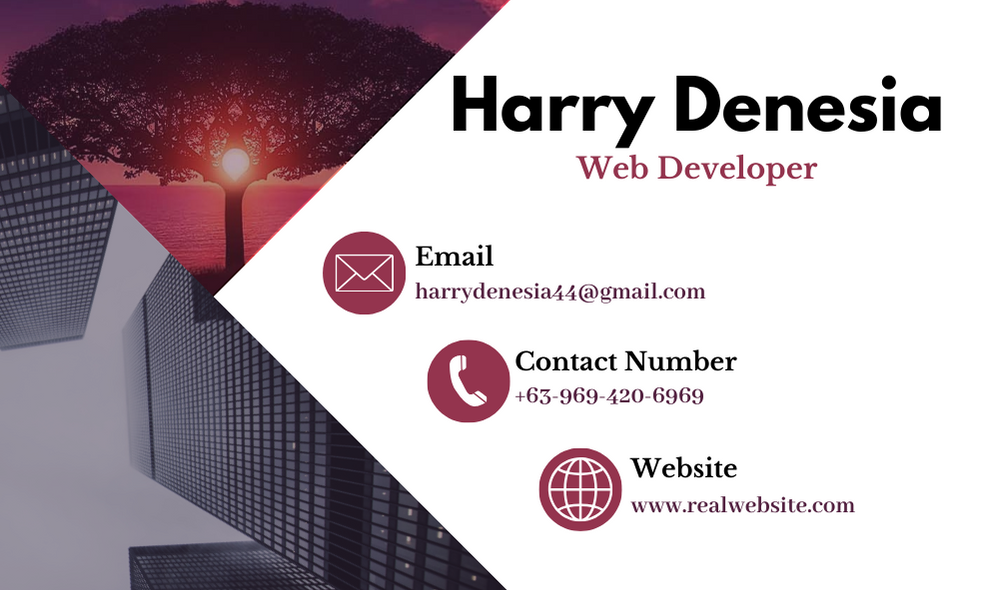 Harry Denesia
Web Developer
Email
harrydenesia44@gmail.com
Contact Number
+63-969-420-6969
Website
www.realwebsite.com